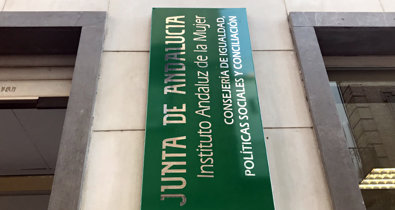 JUNTA DE ANDALUCIA
Instituto Andaluz de la Mujer
CONSEJERÍA DE IGUALDAD,
POLÍTICAS SOCIALES Y CONCILIACIÓN